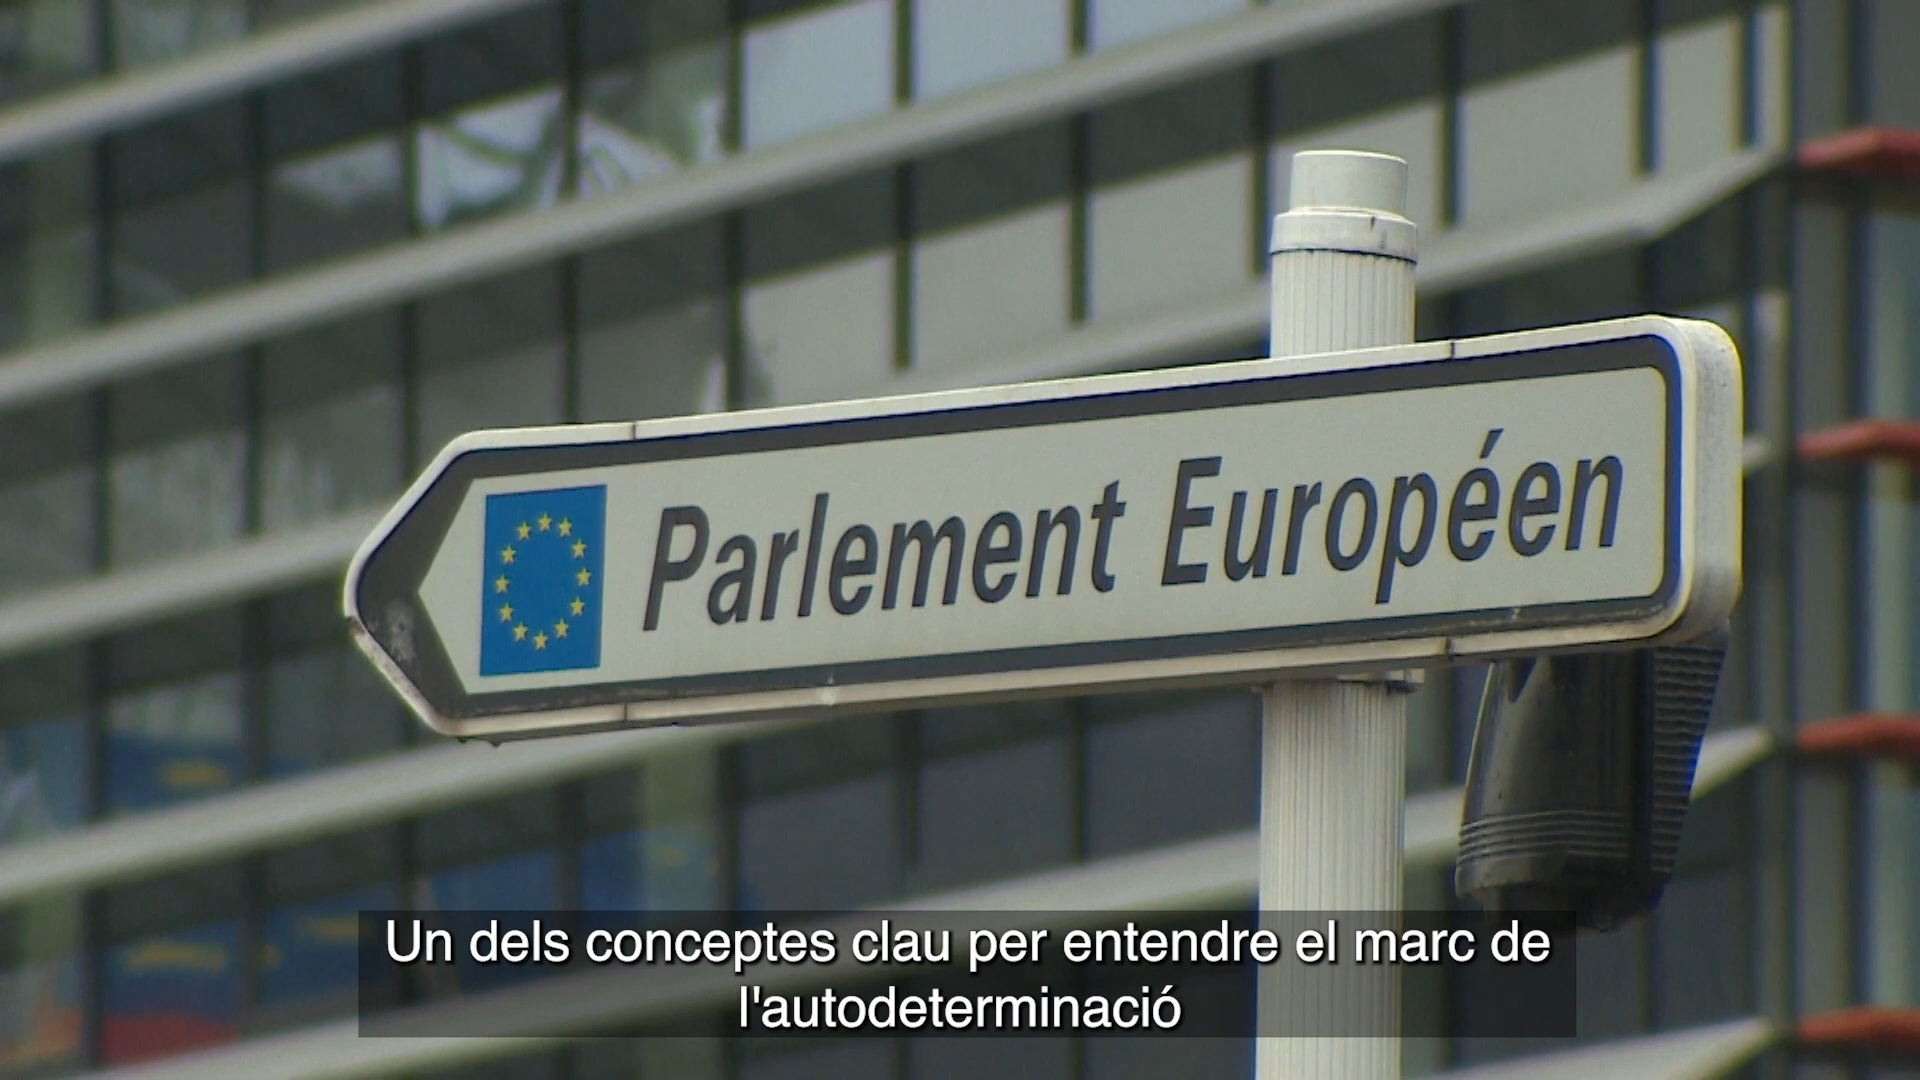 Parlement Européen
Un dels conceptes clau per entendre el marc de
l'autodeterminació